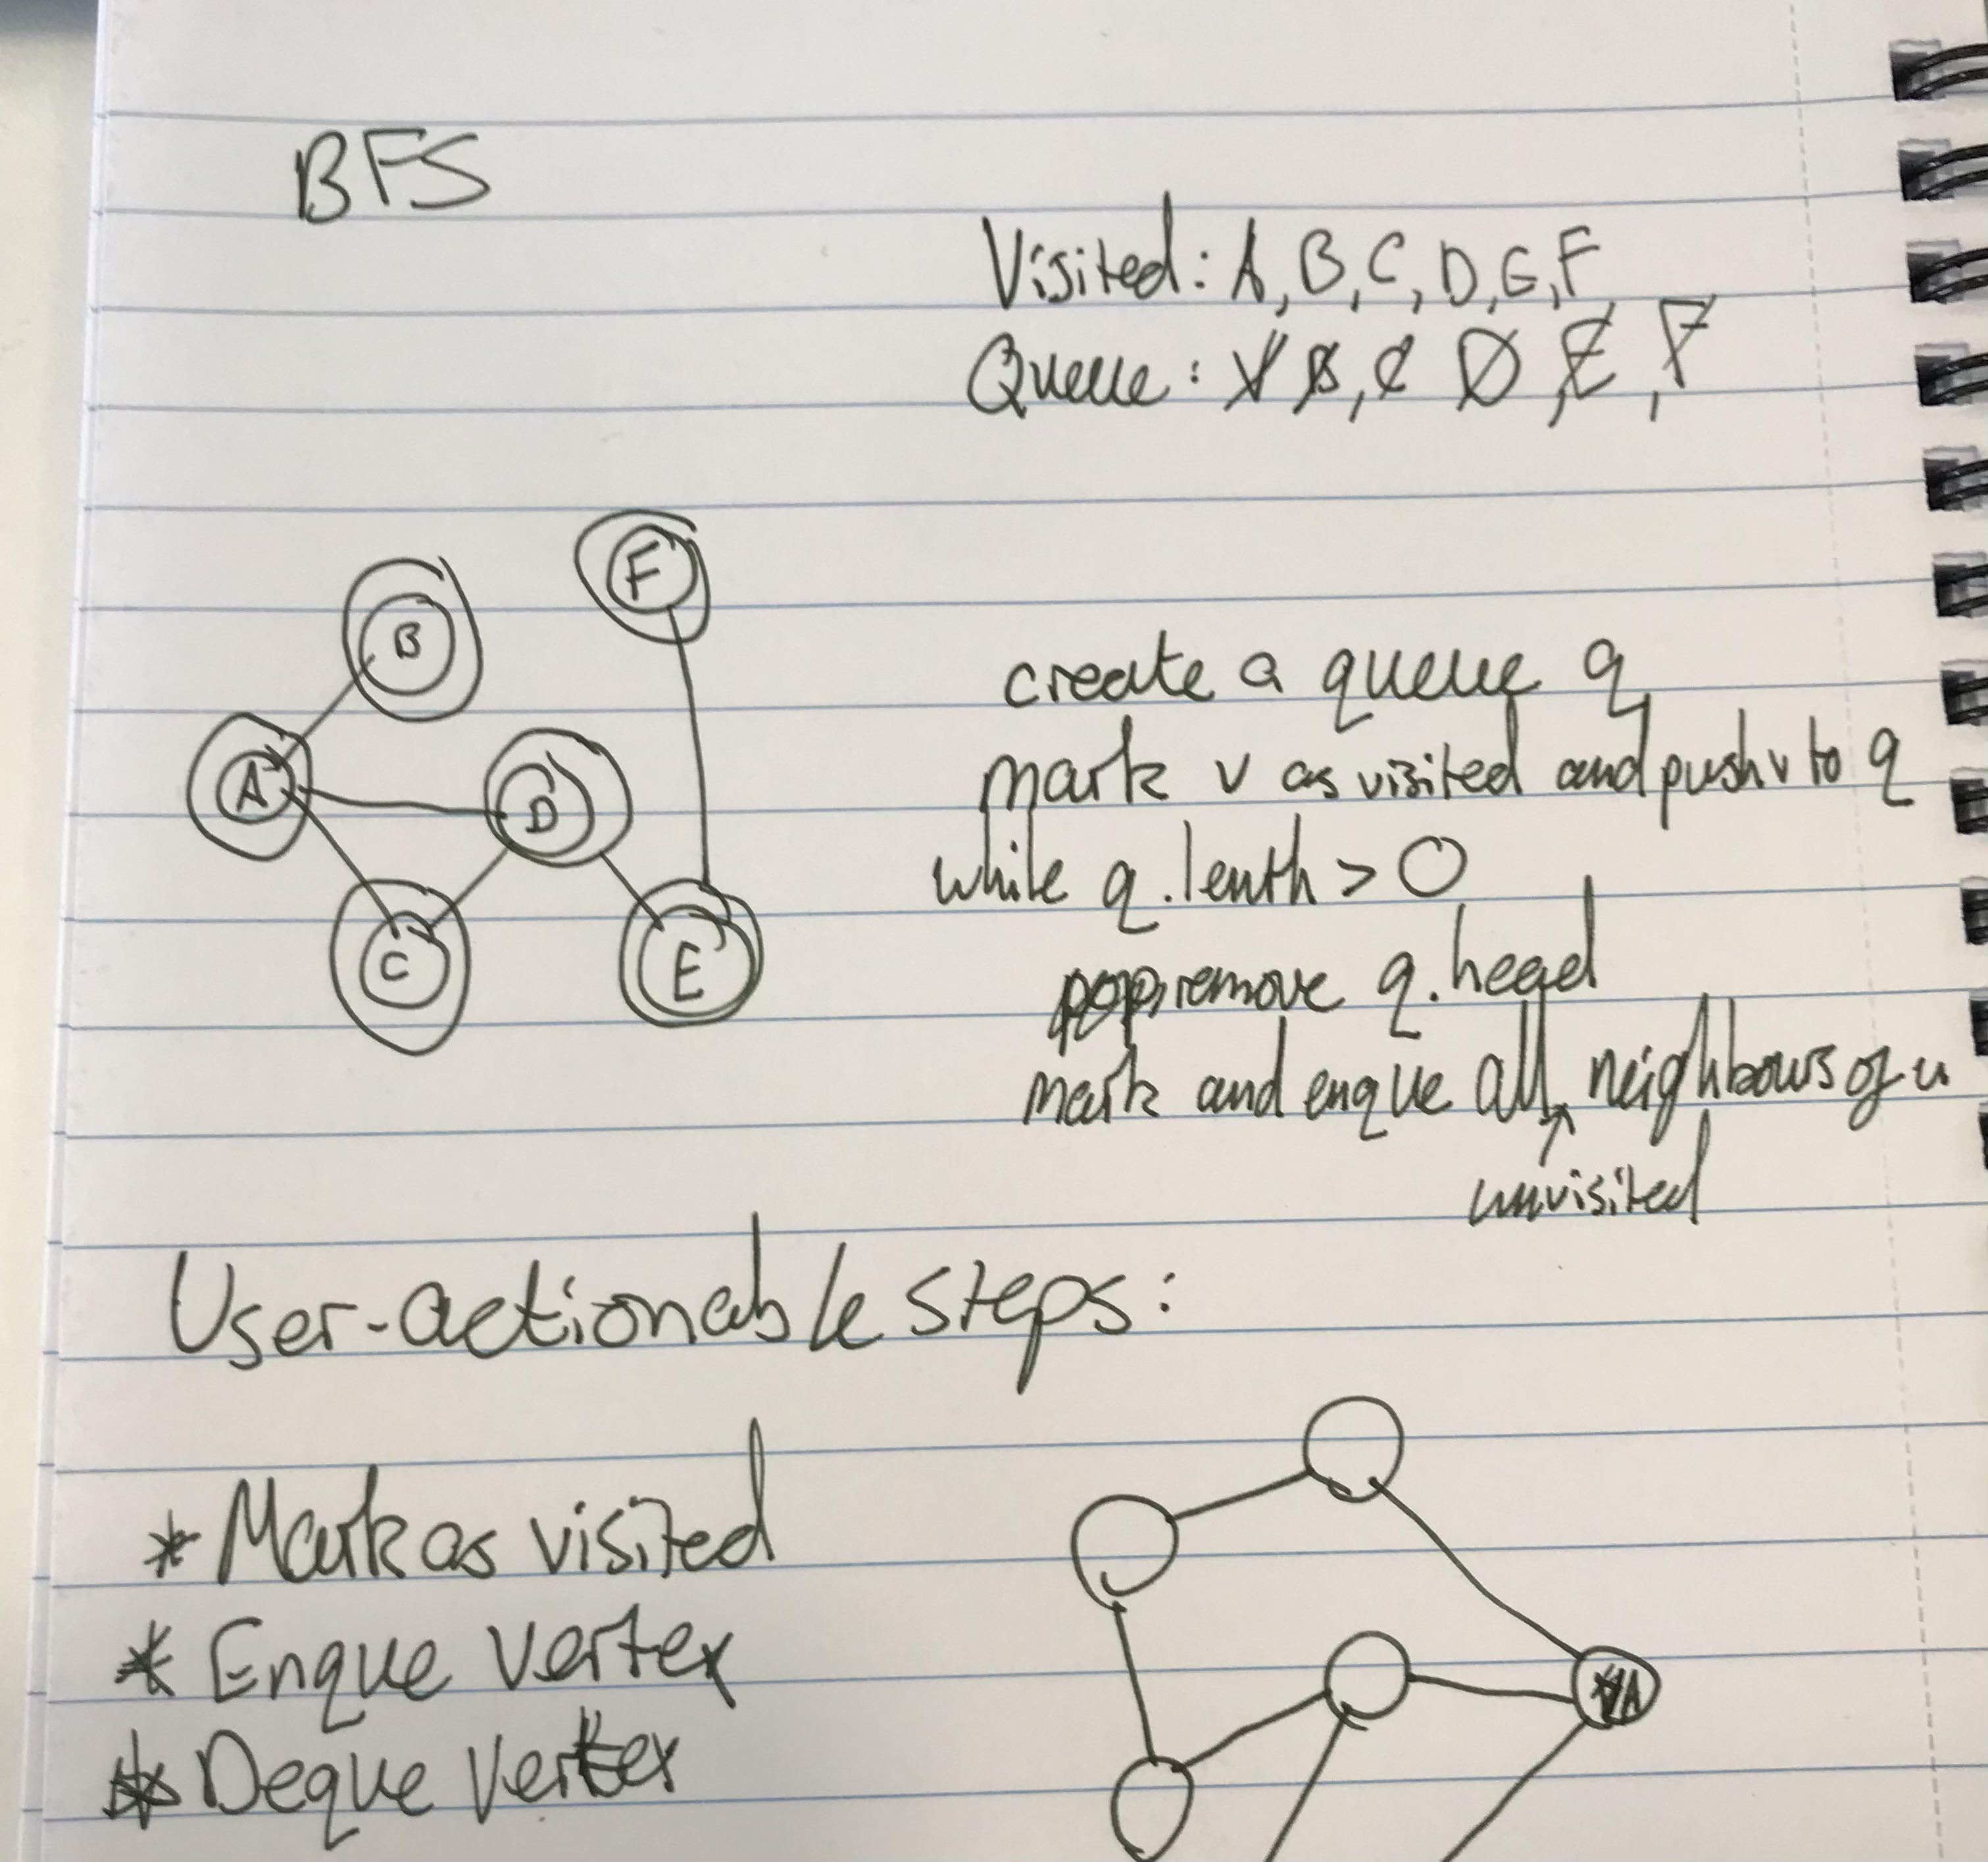 BFS
Visited: A, B, C, D, E, F
Queue: V B, C D, E, F
B
F
A
D
C
E
create a queue q
mark v as visited and push v to q
while q.lenth > 0
pop, remove q.head
mark and enque all neighbours of u
unvisited
User-actionable steps:
* Mark as visited
* Enque vertex
* Deque vertex
A